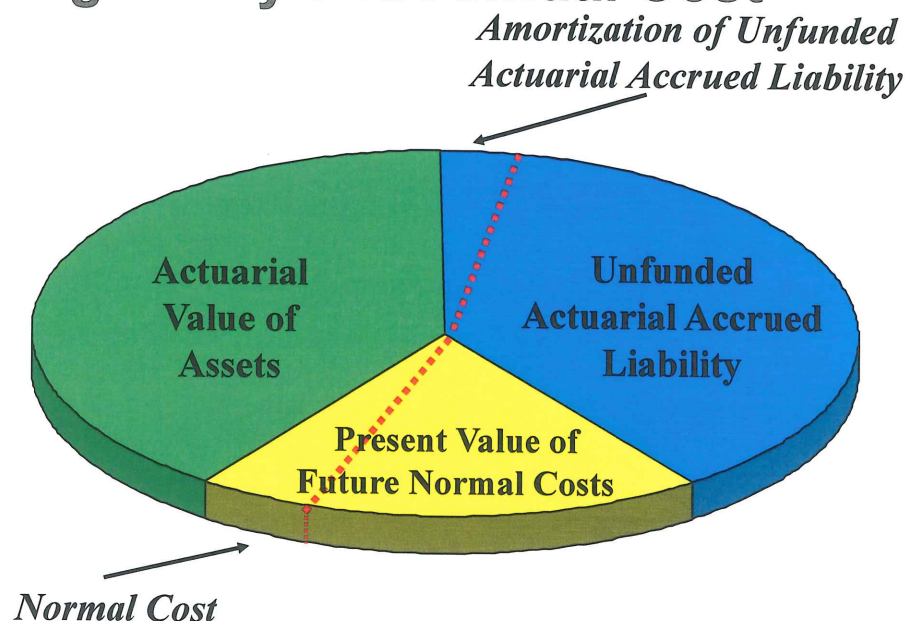 Amortization of Unfunded
Actuarial Accrued Liability
Actuarial
Value of
Assets
Unfunded
Actuarial Accrued
Liability
Present Value of
Future Normal Costs
Normal Cost